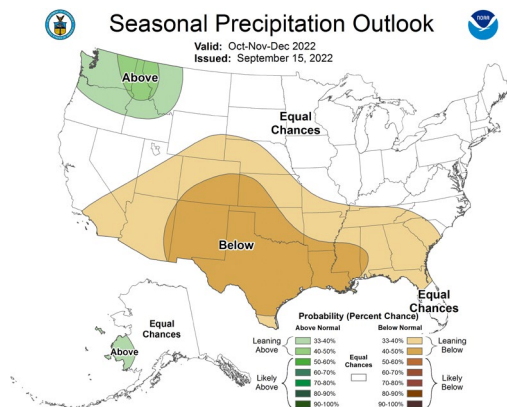 Seasonal Precipitation Outlook
Valid: Oct-Nov-Dec 2022
Issued: September 15, 2022
noaa
Above
Equal
Chances
Below
Equal
Chances
Equal
Chances
Above
Probability (Percent Chance)
Above Normal
Below Normal
Leaning
Above
33-40%
40-50%
Likely
Above
50-60%
60-70%
70-80%
80-90%
90-100%
Equal
Chances
33-40%
40-50%
Leaning
Below
50-60%
60-70%
70-80%
80-90%
90-100%
Likely
Below